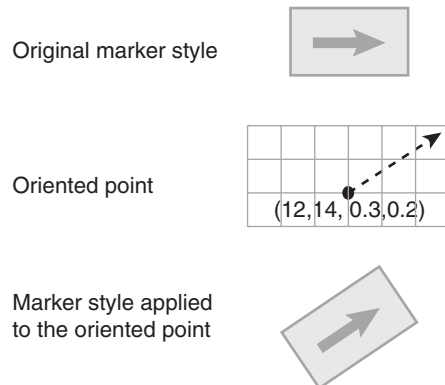 Original marker style
Oriented point
(12,14, 0.3,0.2)
Marker style applied
to the oriented point